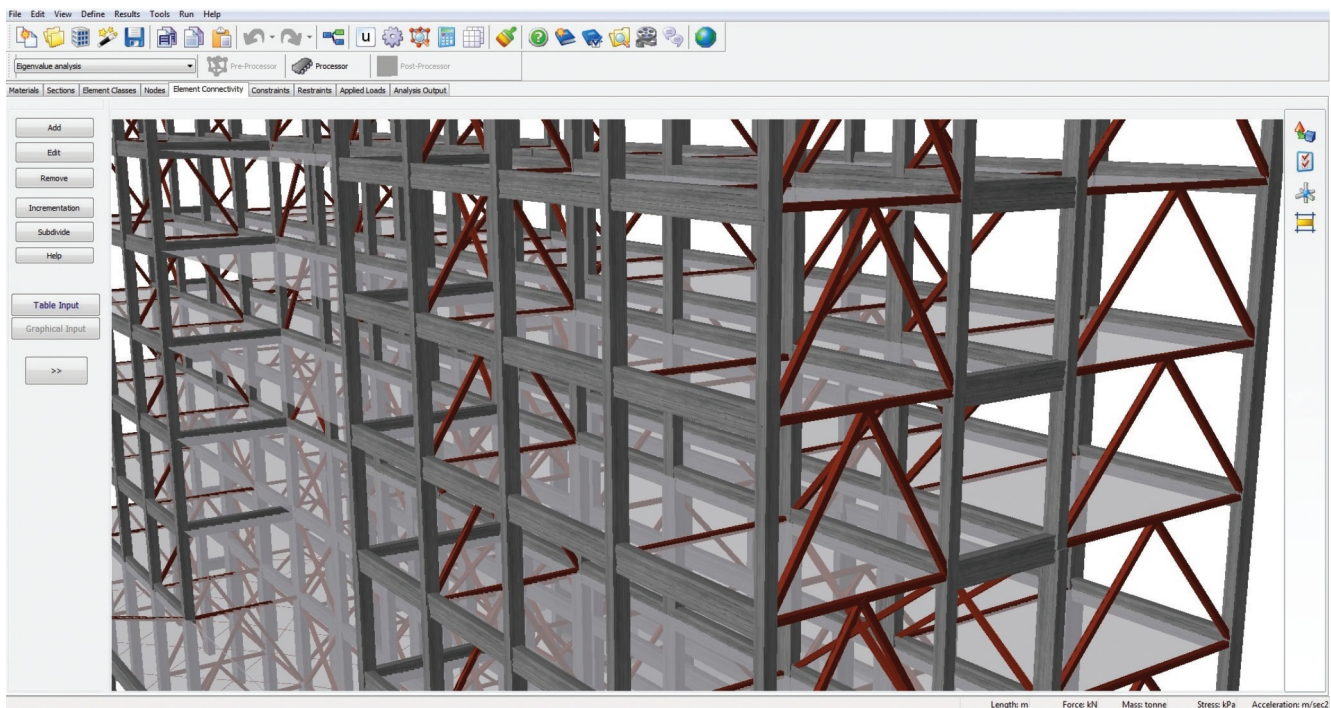 File Edit View Define Results Tools Run Help
u
Eigenvalue analysis Pre-Processor Processor Post-Processor
Materials Sections Element Classes Nodes Element Connectivity Constraints Restraints Applied Loads Analysis Output
Add
Edit
Remove
Incrementation
Subdivide
Help
Table Input
Graphical Input
>>
Length: m Force: kN Mass: tonne Stress: kPa Acceleration: m/sec2